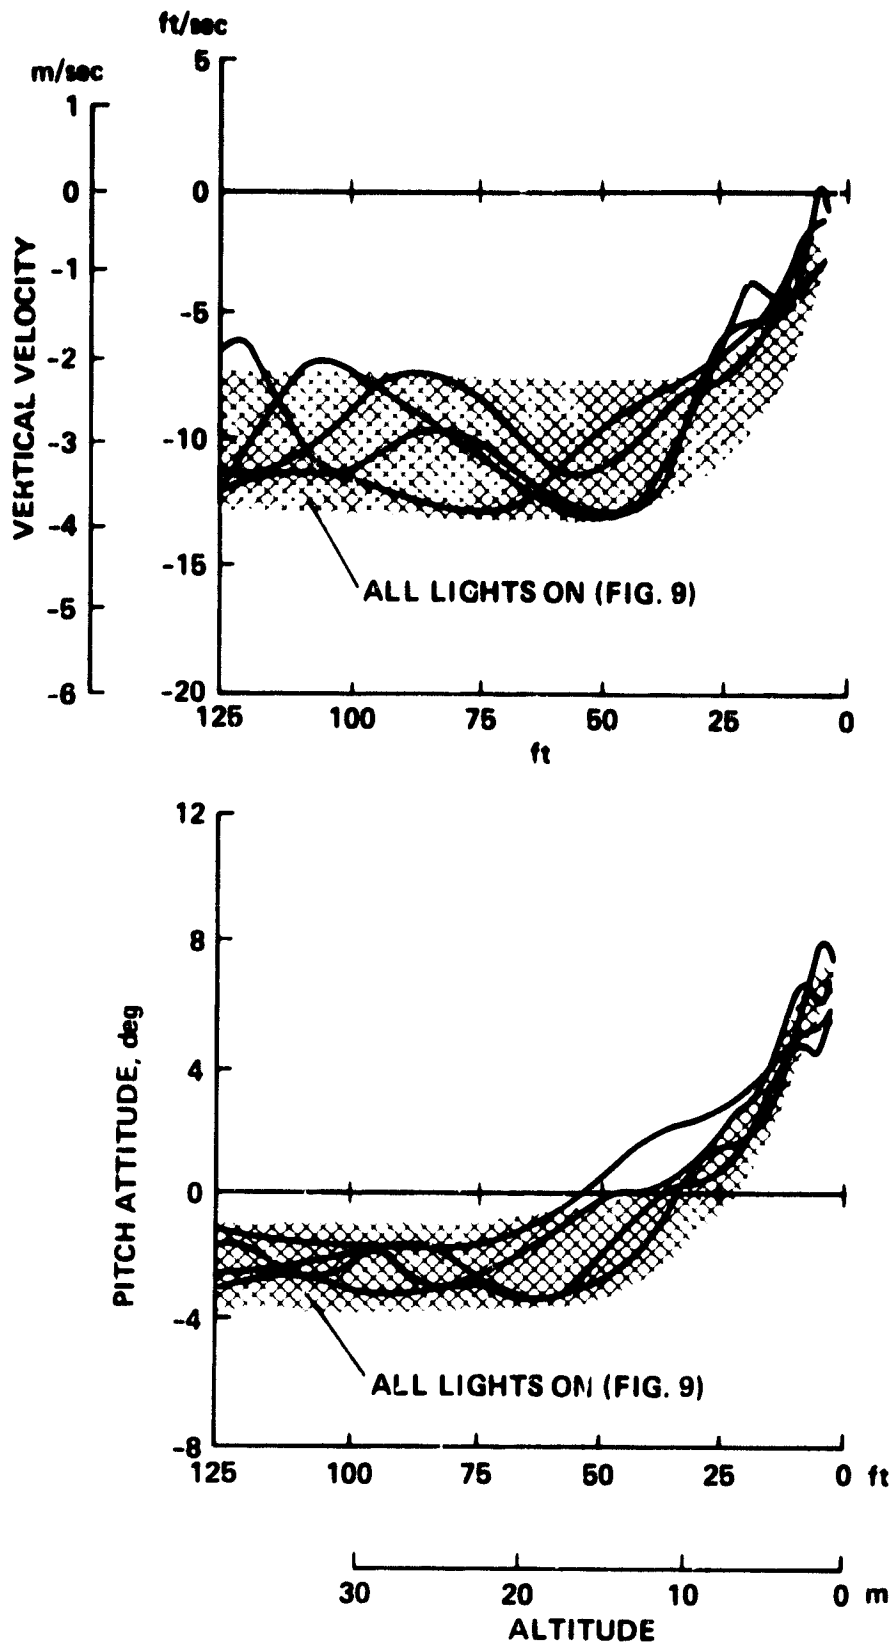 ft/sec
m/sec
5
1
0
0
-1
-5
-2
-10
-3
-4
-15
-5
-20
-6
VERTICAL VELOCITY
ALL LIGHTS ON (FIG. 9)
125 100 75 50 25 0
ft
12
8
4
0
-4
-8
PITCH ATTITUDE, deg
ALL LIGHTS ON (FIG. 9)
125 100 75 50 25 0 ft
30 20 10 0 m
ALTITUDE